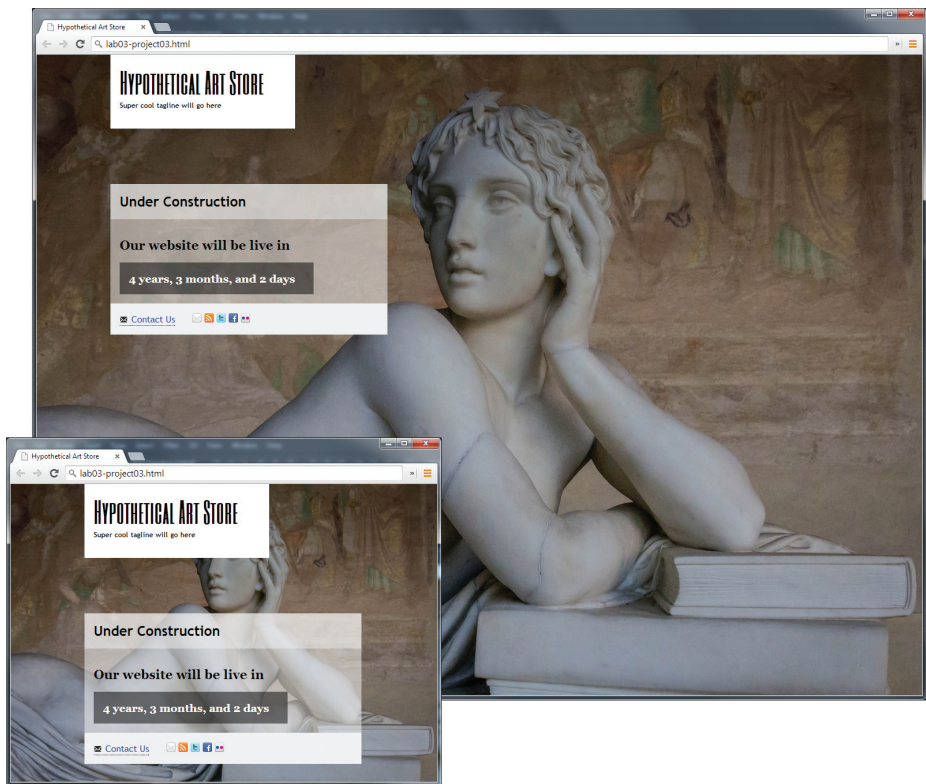 Hypothetical Art Store
lab03-project03.html
Hypothetical Art Store
Super cool tagline will go here
Under Construction
Our website will be live in
4 years, 3 months, and 2 days
Contact Us
Hypothetical Art Store
lab03-project03.html
Hypothetical Art Store
Super cool tagline will go here
Under Construction
Our website will be live in
4 years, 3 months, and 2 days
Contact Us